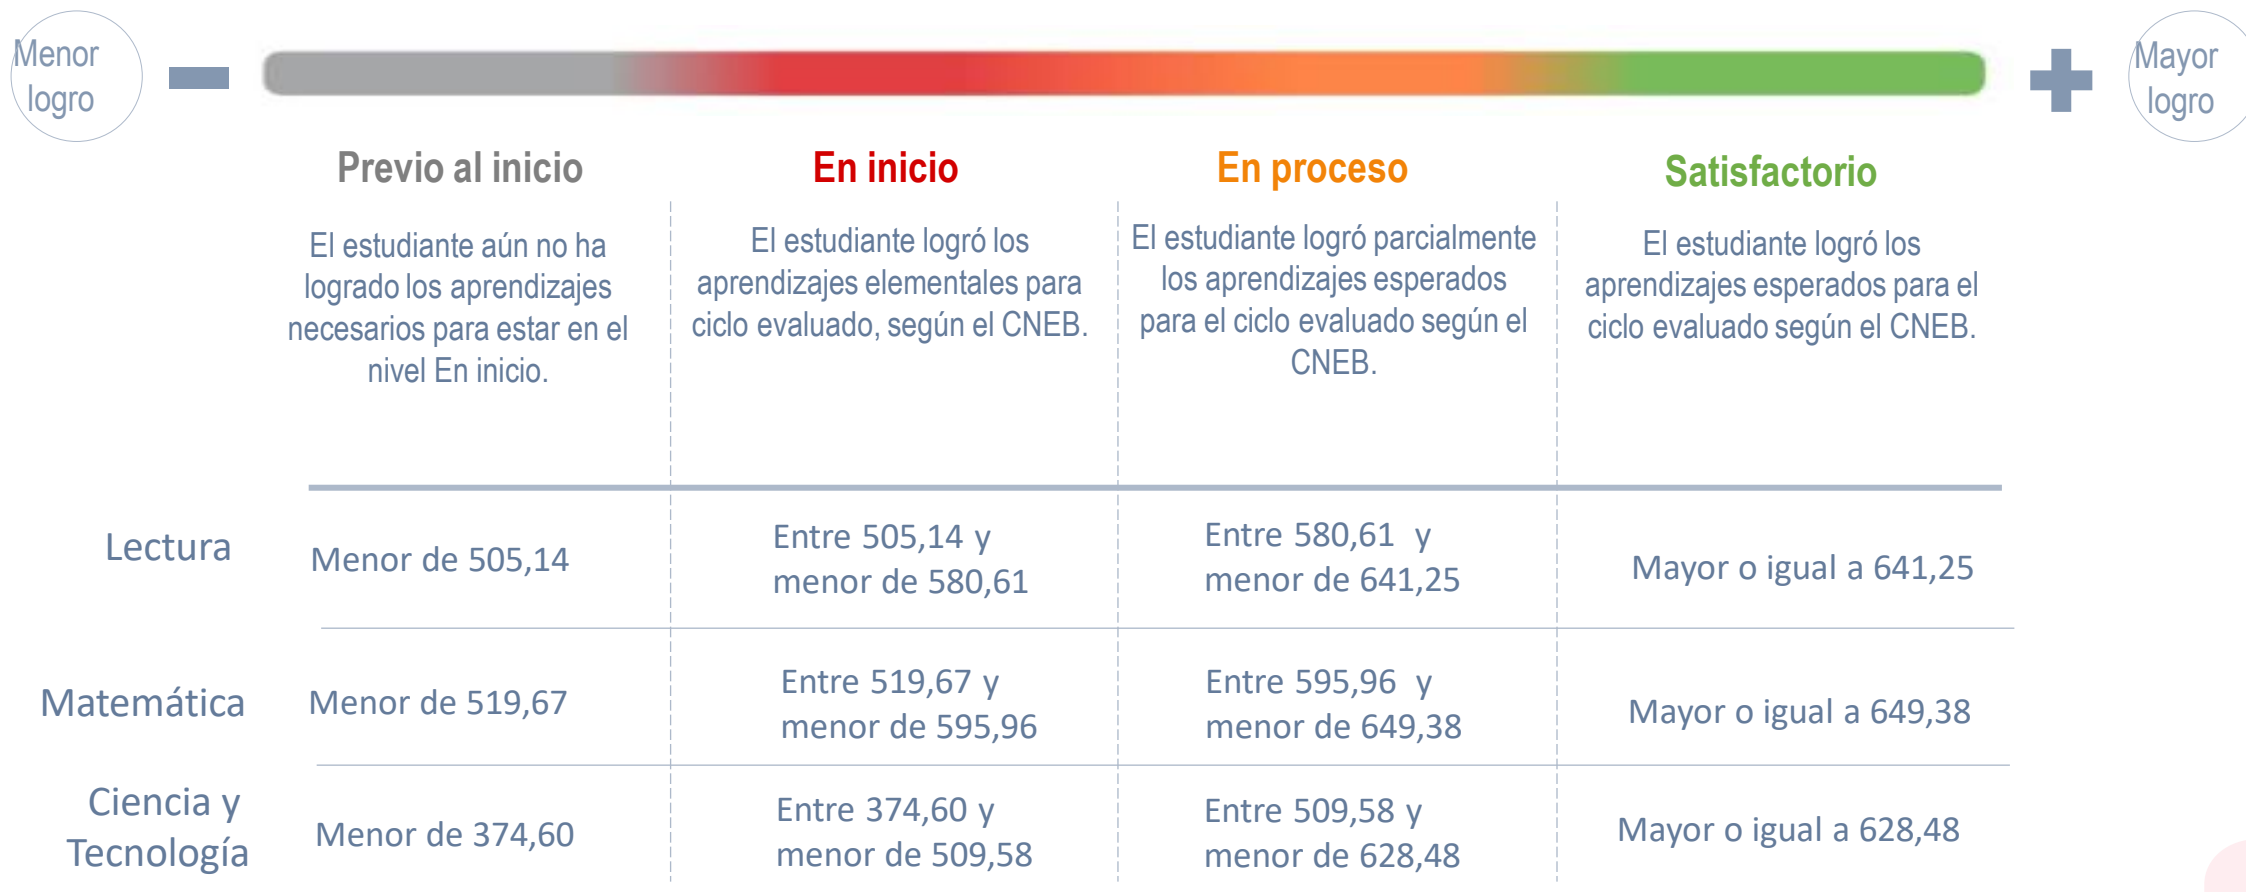 Menor
logro
Mayor
logro
Previo al inicio
En inicio
En proceso
Satisfactorio
El estudiante aún no ha
logrado los aprendizajes
necesarios para estar en el
nivel En inicio.
El estudiante logró los
aprendizajes elementales para
ciclo evaluado, según el CNEB.
El estudiante logró parcialmente
los aprendizajes esperados
para el ciclo evaluado según el
CNEB.
El estudiante logró los
aprendizajes esperados para el
ciclo evaluado según el CNEB.
Lectura
Menor de 505,14
Entre 505,14 y
menor de 580,61
Entre 580,61 y
menor de 641,25
Mayor o igual a 641,25
Matemática
Menor de 519,67
Entre 519,67 y
menor de 595,96
Entre 595,96 y
menor de 649,38
Mayor o igual a 649,38
Ciencia y
Tecnología
Menor de 374,60
Entre 374,60 y
menor de 509,58
Entre 509,58 y
menor de 628,48
Mayor o igual a 628,48